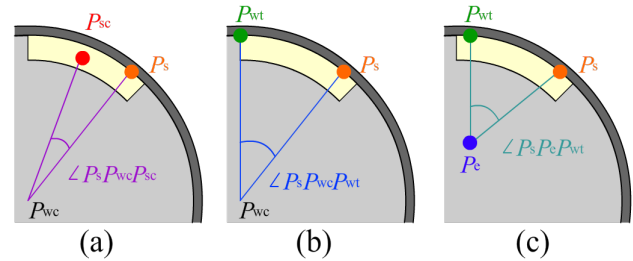 Psc
Ps
∠PsPwcPsc
Pwc
(a)
Pwt
Ps
∠PsPwcPwt
Pwc
(b)
Pwt
Ps
∠PsPePwt
Pe
(c)